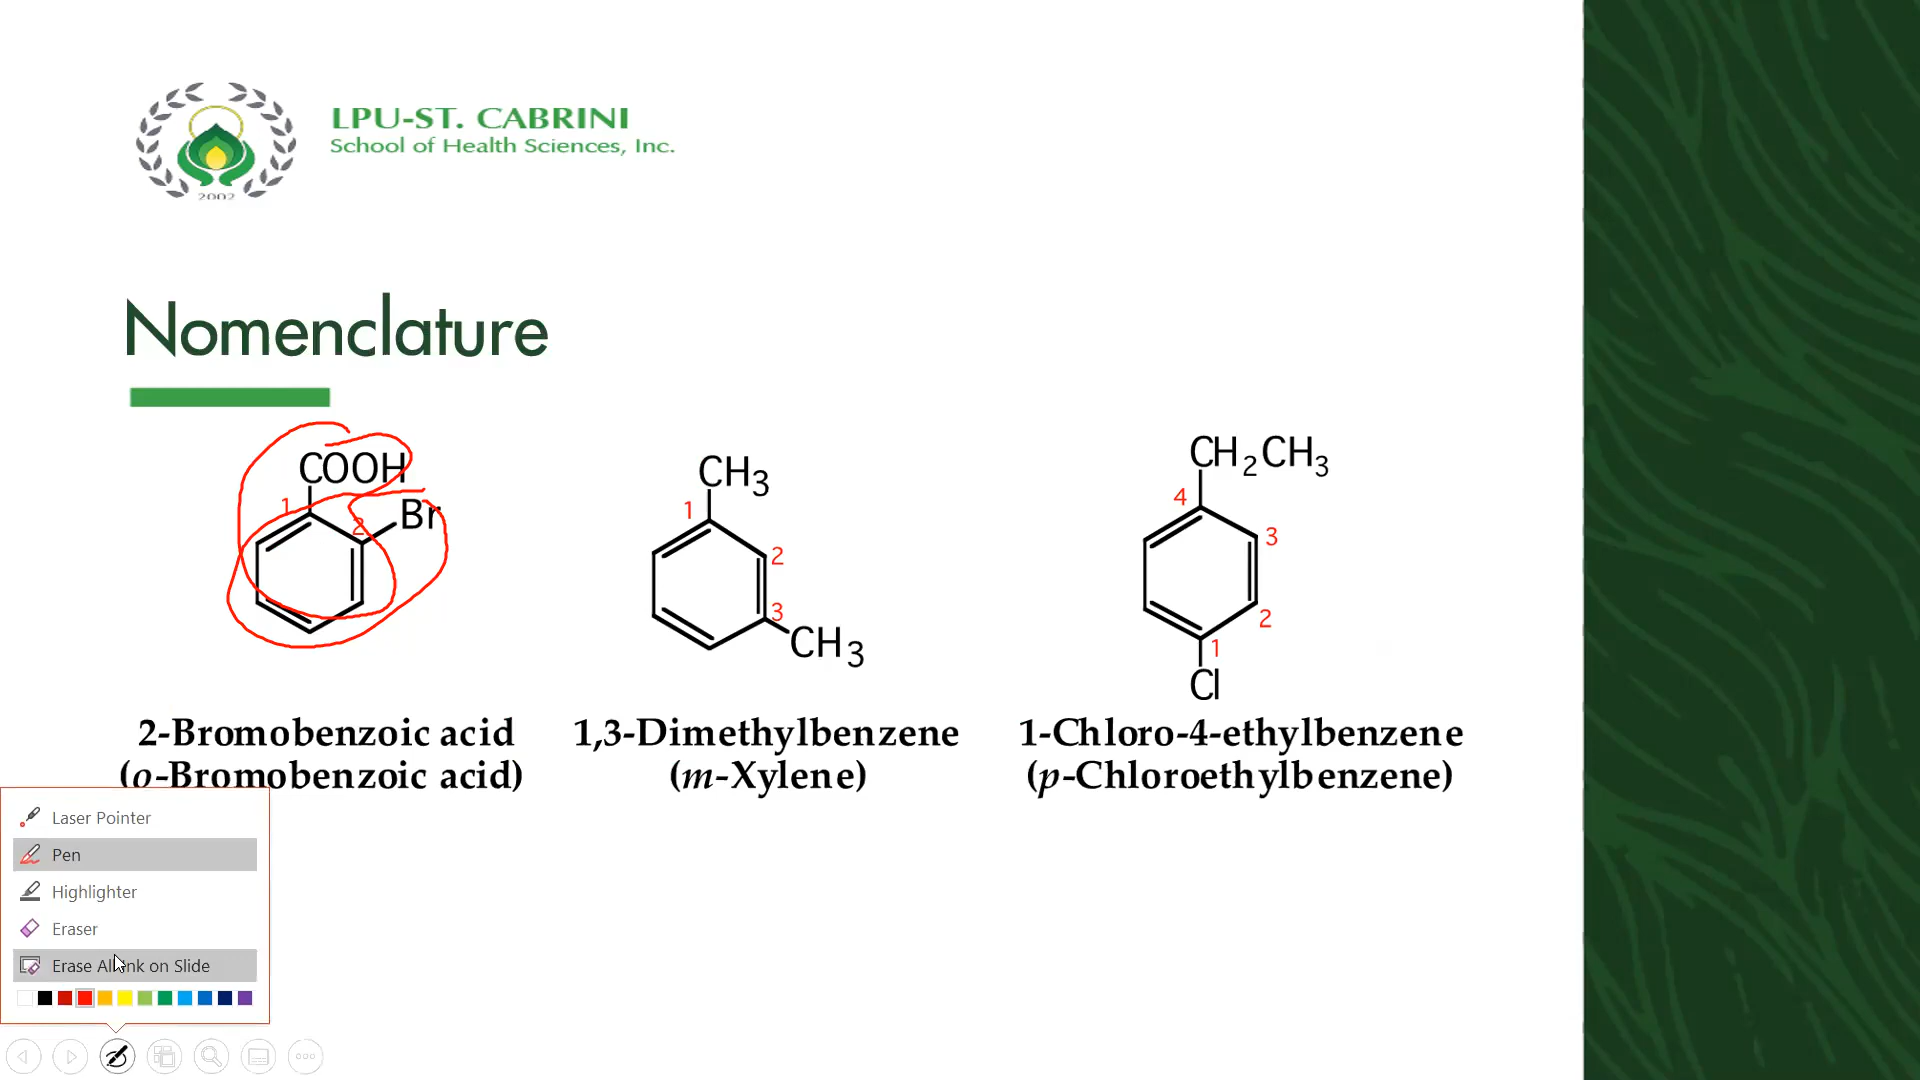 LPU-ST. CABRINI
School of Health Sciences, Inc.
2002
Nomenclature
COOH
1
2
Br
CH3
1
2
3
CH3
CH2CH3
4
3
2
1
Cl
2-Bromobenzoic acid
(o-Bromobenzoic acid)
1,3-Dimethylbenzene
(m-Xylene)
1-Chloro-4-ethylbenzene
(p-Chloroethylbenzene)
Laser Pointer
Pen
Highlighter
Eraser
Erase All Ink on Slide